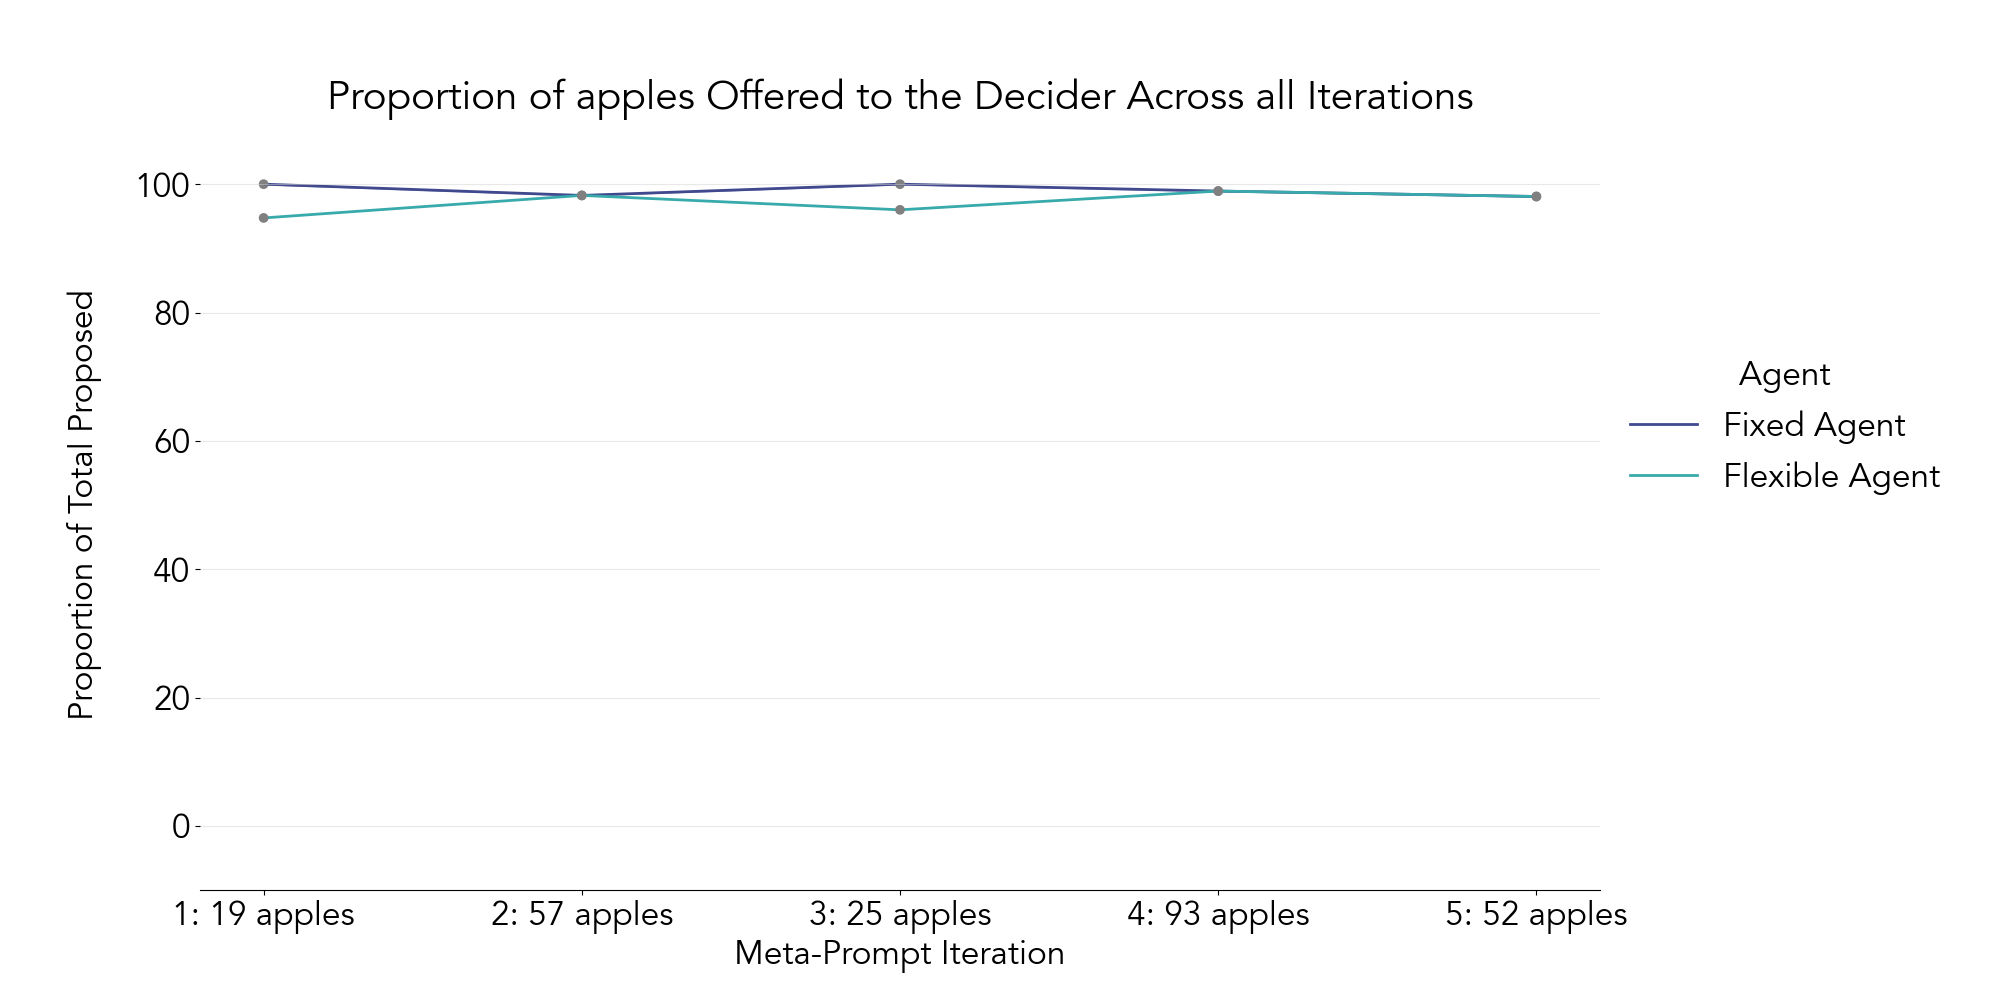 Proportion of apples Offered to the Decider Across all Iterations
Proportion of Total Proposed
100
80
60
40
20
0
1: 19 apples
2: 57 apples
3: 25 apples
4: 93 apples
5: 52 apples
Meta-Prompt Iteration
Agent
Fixed Agent
Flexible Agent